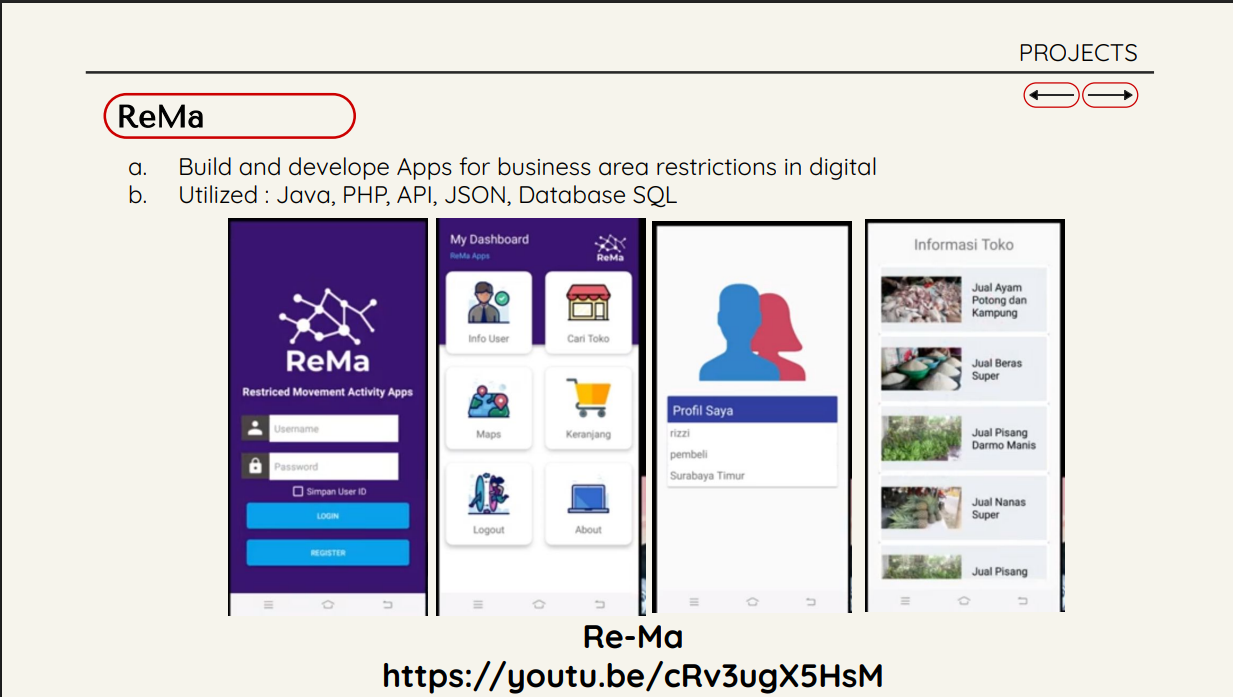 PROJECTS
ReMa
a. Build and develope Apps for business area restrictions in digital
b. Utilized : Java, PHP, API, JSON, Database SQL
ReMa
Restriced Movement Activity Apps
Username
Password
Simpan User ID
LOGIN
REGISTER
My Dashboard
ReMa Apps
ReMa
Info User
Cari Toko
Maps
Keranjang
Logout
About
Profil Saya
rizzi
pembeli
Surabaya Timur
Informasi Toko
Jual Ayam
Potong dan
Kampung
Jual Beras
Super
Jual Pisang
Darmo Manis
Jual Nanas
Super
Jual Pisang
Re-Ma
https://youtu.be/cRv3ugX5HsM